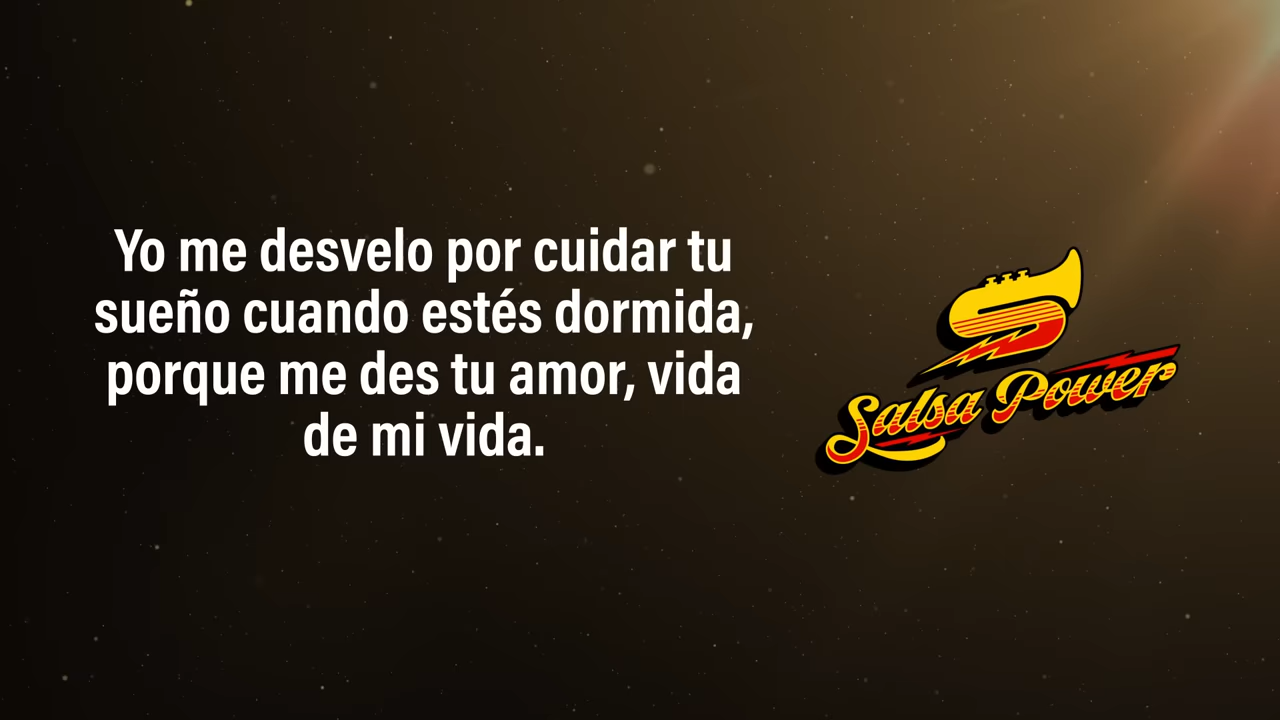 Yo me desvelo por cuidar tu
sueño cuando estés dormida,
porque me des tu amor, vida
de mi vida.
Salsa Power